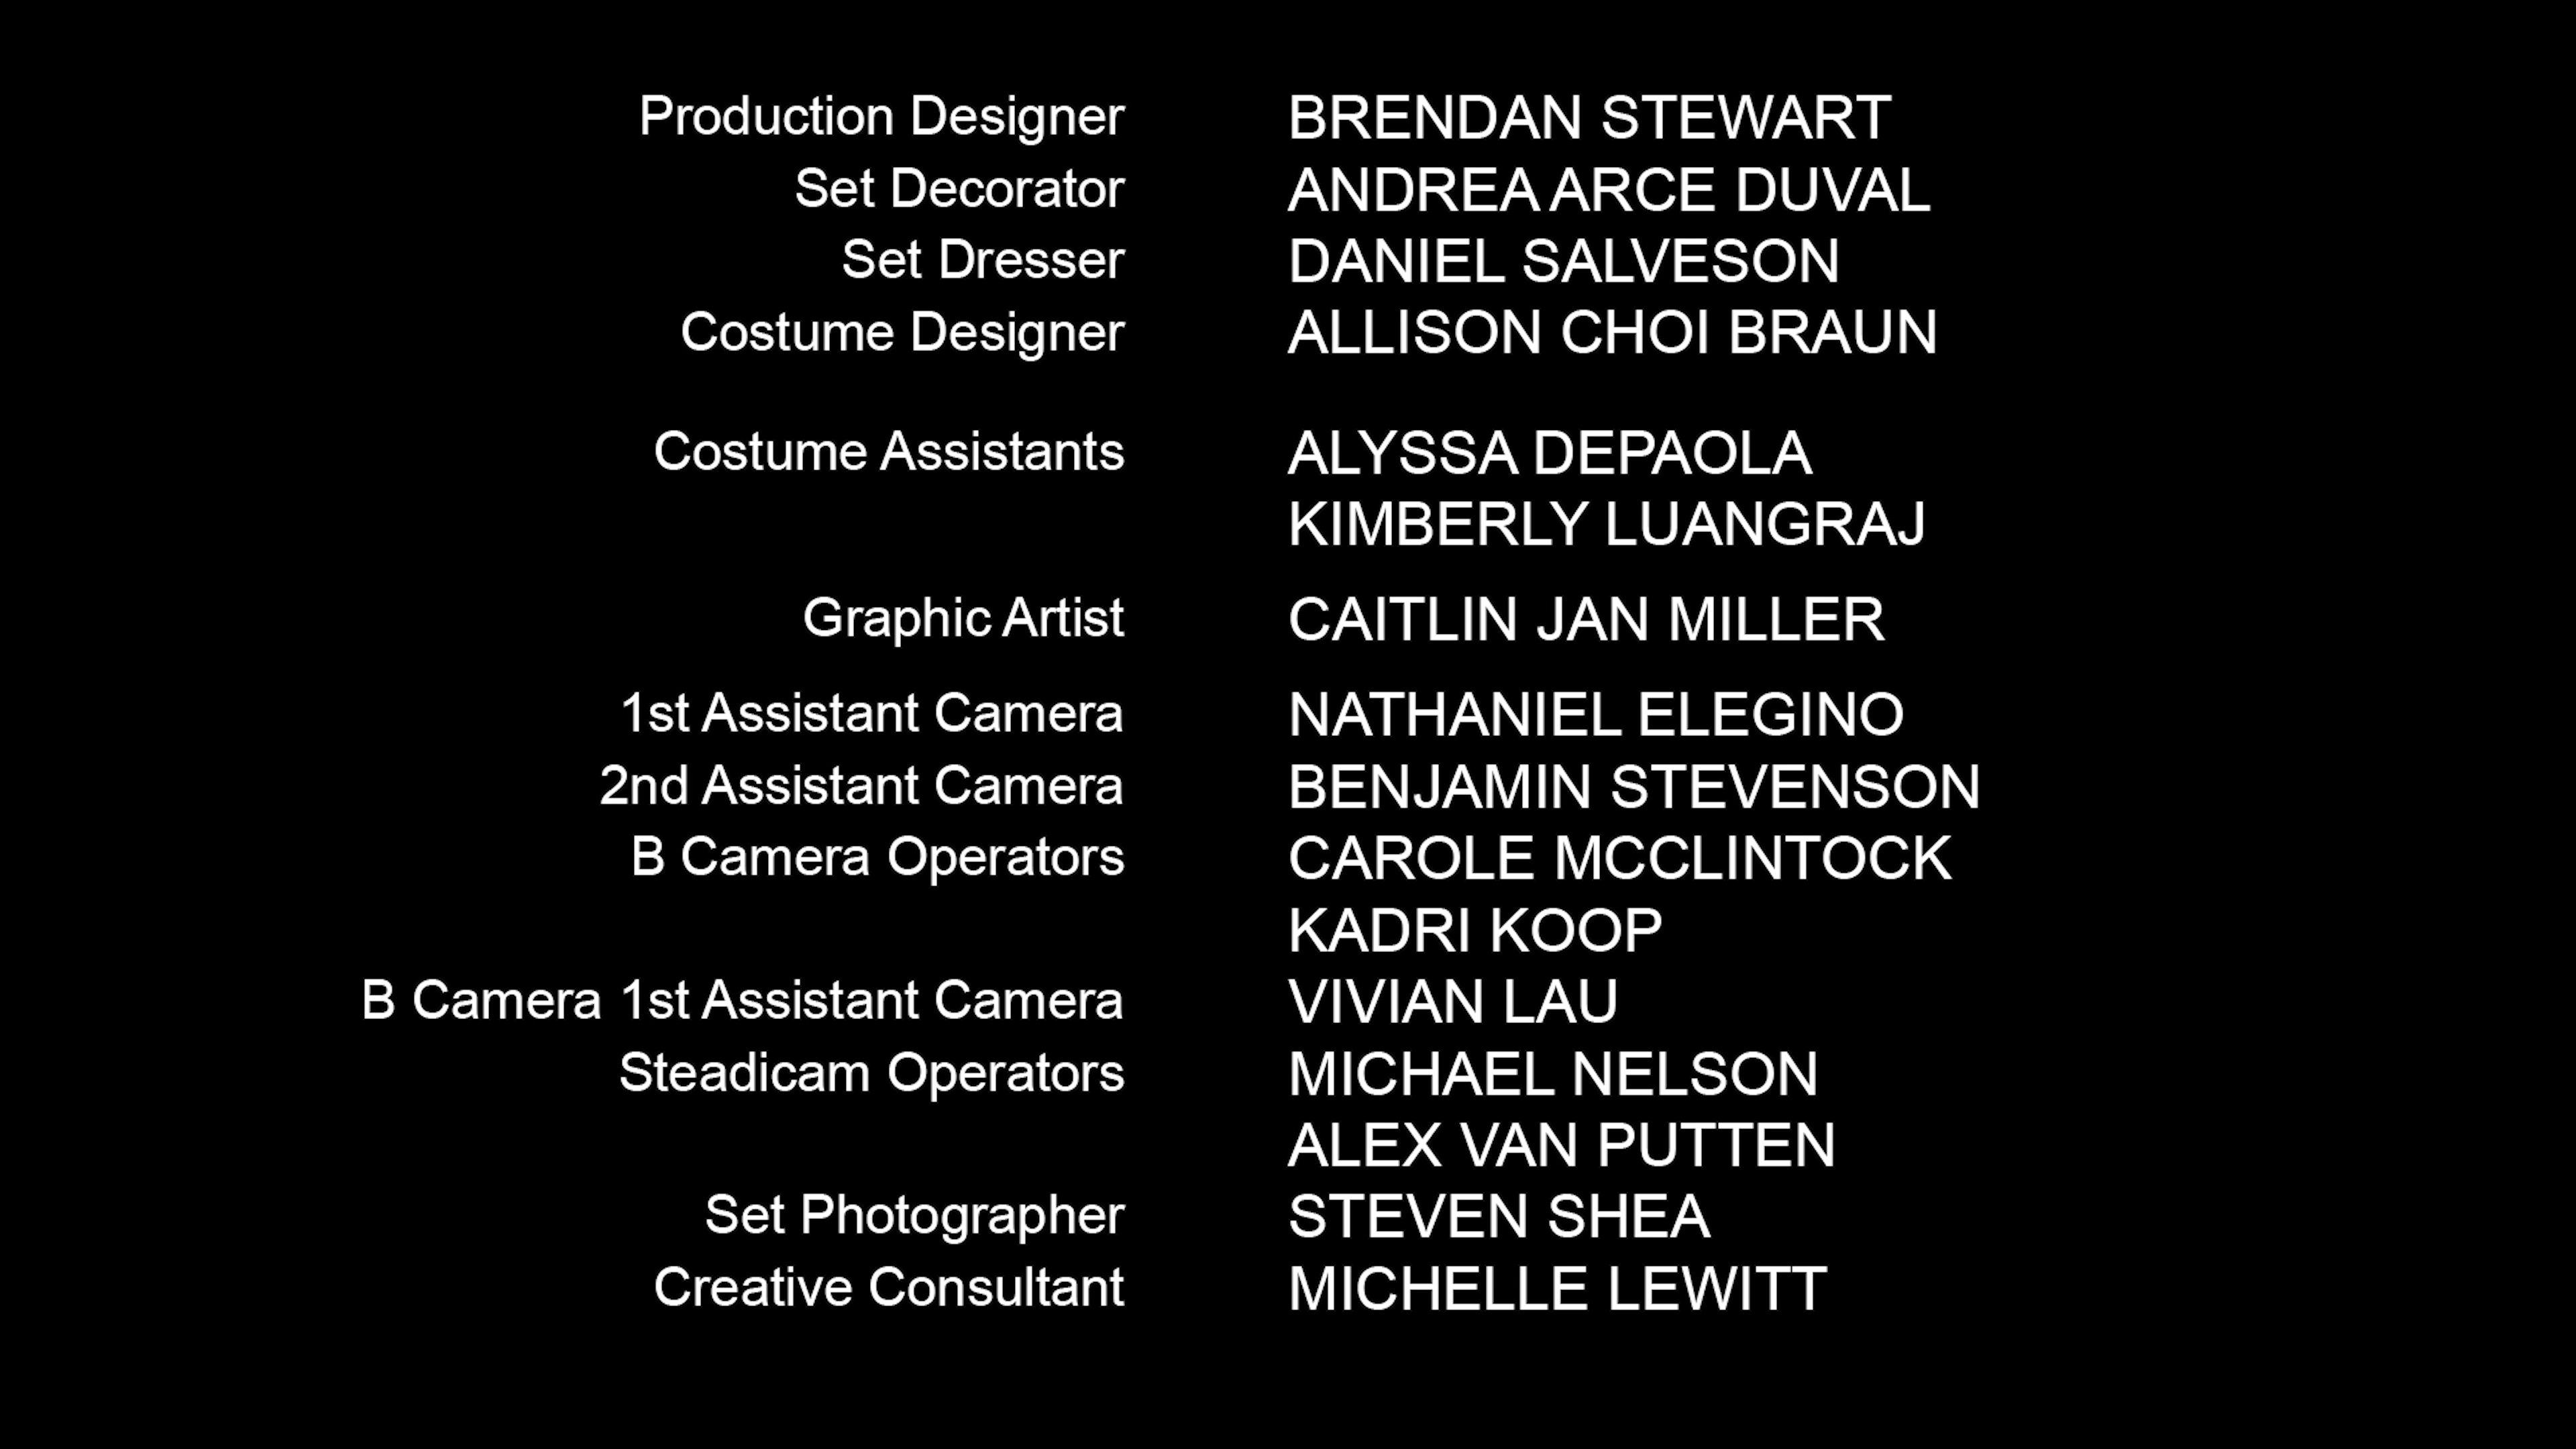 Production Designer BRENDAN STEWART
Set Decorator ANDREA ARCE DUVAL
Set Dresser DANIEL SALVESON
Costume Designer ALLISON CHOI BRAUN
Costume Assistants ALYSSA DEPAOLA
KIMBERLY LUANGRAJ
Graphic Artist CAITLIN JAN MILLER
1st Assistant Camera NATHANIEL ELEGINO
2nd Assistant Camera BENJAMIN STEVENSON
B Camera Operators CAROLE MCCLINTOCK
KADRI KOOP
B Camera 1st Assistant Camera VIVIAN LAU
Steadicam Operators MICHAEL NELSON
ALEX VAN PUTTEN
Set Photographer STEVEN SHEA
Creative Consultant MICHELLE LEWITT